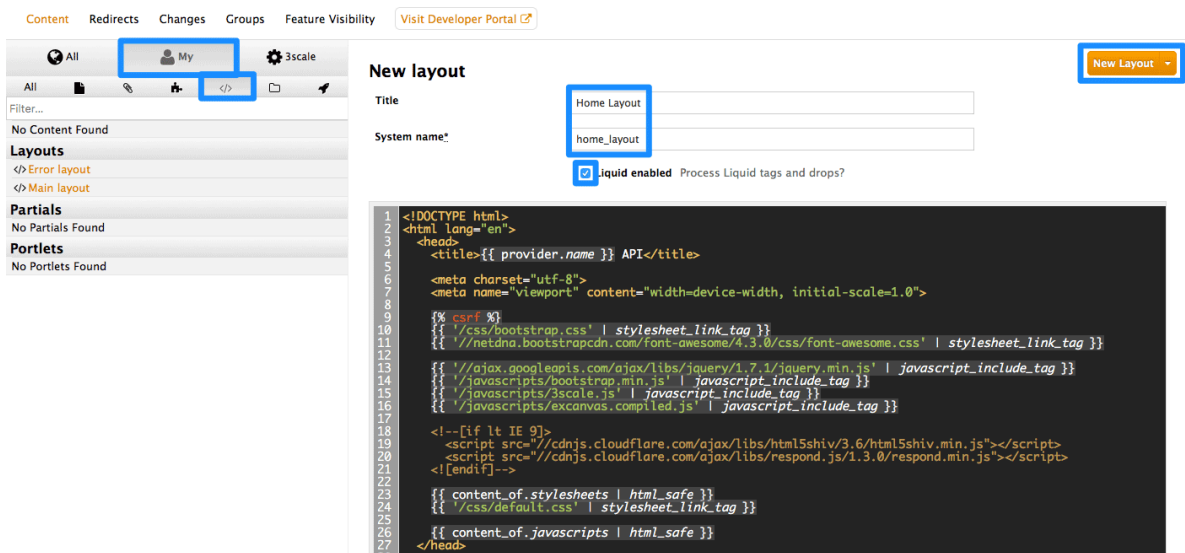 Content Redirects Changes Groups Feature Visibility Visit Developer Portal
All My 3scale
All </>
Filter...
No Content Found
Layouts
</> Error layout
</> Main layout
Partials
No Partials Found
Portlets
No Portlets Found
New layout
New Layout
Title Home Layout
System name* home_layout
Liquid enabled Process Liquid tags and drops?
1 <!DOCTYPE html>
2 <html lang="en">
3 <head>
4 <title>{{ provider.name }} API</title>
5
6 <meta charset="utf-8">
7 <meta name="viewport" content="width=device-width, initial-scale=1.0">
8
9 {% csrf %}
10 {{ '/css/bootstrap.css' | stylesheet_link_tag }}
11 {{ '//netdna.bootstrapcdn.com/font-awesome/4.3.0/css/font-awesome.css' | stylesheet_link_tag }}
12
13 {{ '//ajax.googleapis.com/ajax/libs/jquery/1.7.1/jquery.min.js' | javascript_include_tag }}
14 {{ '/javascripts/bootstrap.min.js' | javascript_include_tag }}
15 {{ '/javascripts/3scale.js' | javascript_include_tag }}
16 {{ '/javascripts/excanvas.compiled.js' | javascript_include_tag }}
17
18 <!--[if lt IE 9]>
19 <script src="//cdnjs.cloudflare.com/ajax/libs/html5shiv/3.6/html5shiv.min.js"></script>
20 <script src="//cdnjs.cloudflare.com/ajax/libs/respond.js/1.3.0/respond.min.js"></script>
21 <![endif]-->
22
23 {{ content_of.stylesheets | html_safe }}
24 {{ '/css/default.css' | stylesheet_link_tag }}
25
26 {{ content_of.javascripts | html_safe }}
27 </head>